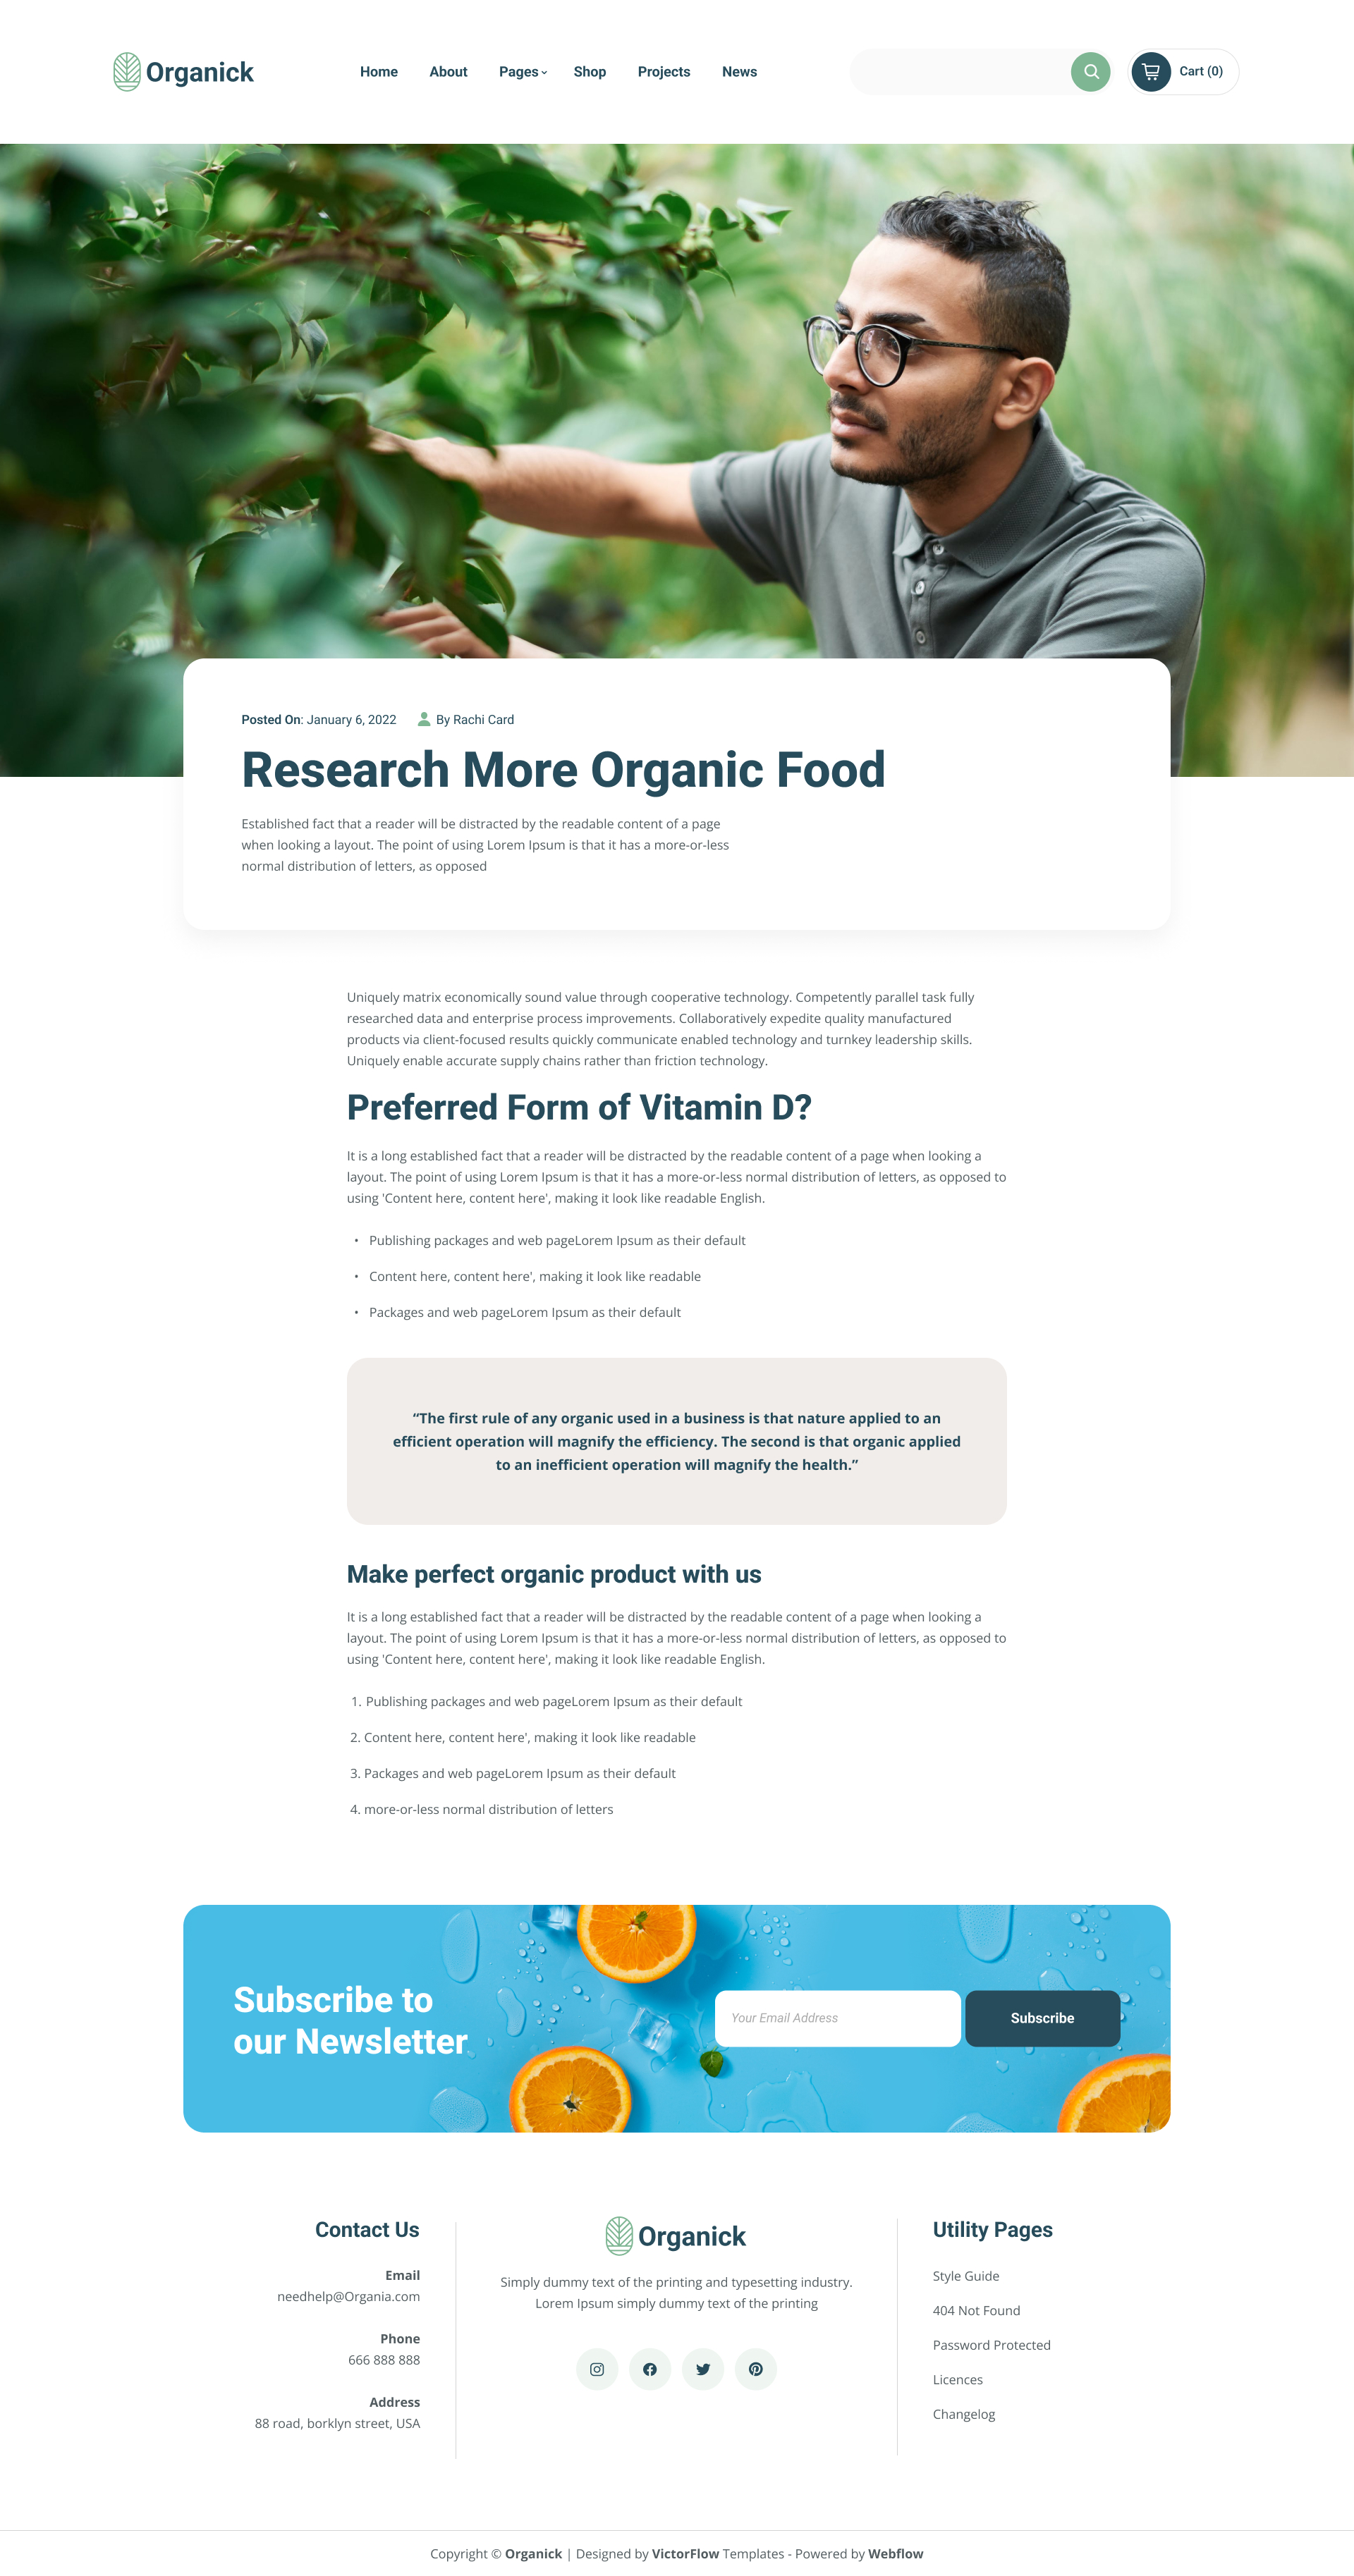 Organick
Home
About
Pages
Shop
Projects
News
Cart (0)
Posted On: January 6, 2022
By Rachi Card
Research More Organic Food
Established fact that a reader will be distracted by the readable content of a page
when looking a layout. The point of using Lorem Ipsum is that it has a more-or-less
normal distribution of letters, as opposed
Uniquely matrix economically sound value through cooperative technology. Competently parallel task fully
researched data and enterprise process improvements. Collaboratively expedite quality manufactured
products via client-focused results quickly communicate enabled technology and turnkey leadership skills.
Uniquely enable accurate supply chains rather than friction technology.
Preferred Form of Vitamin D?
It is a long established fact that a reader will be distracted by the readable content of a page when looking a
layout. The point of using Lorem Ipsum is that it has a more-or-less normal distribution of letters, as opposed to
using 'Content here, content here', making it look like readable English.
• Publishing packages and web pageLorem Ipsum as their default
• Content here, content here', making it look like readable
• Packages and web pageLorem Ipsum as their default
“The first rule of any organic used in a business is that nature applied to an
efficient operation will magnify the efficiency. The second is that organic applied
to an inefficient operation will magnify the health.”
Make perfect organic product with us
It is a long established fact that a reader will be distracted by the readable content of a page when looking a
layout. The point of using Lorem Ipsum is that it has a more-or-less normal distribution of letters, as opposed to
using 'Content here, content here', making it look like readable English.
1. Publishing packages and web pageLorem Ipsum as their default
2. Content here, content here', making it look like readable
3. Packages and web pageLorem Ipsum as their default
4. more-or-less normal distribution of letters
Subscribe to
our Newsletter
Your Email Address
Subscribe
Contact Us
Email
needhelp@Organia.com
Phone
666 888 888
Address
88 road, borklyn street, USA
Organick
Simply dummy text of the printing and typesetting industry.
Lorem Ipsum simply dummy text of the printing
Utility Pages
Style Guide
404 Not Found
Password Protected
Licences
Changelog
Copyright © Organick | Designed by VictorFlow Templates - Powered by Webflow